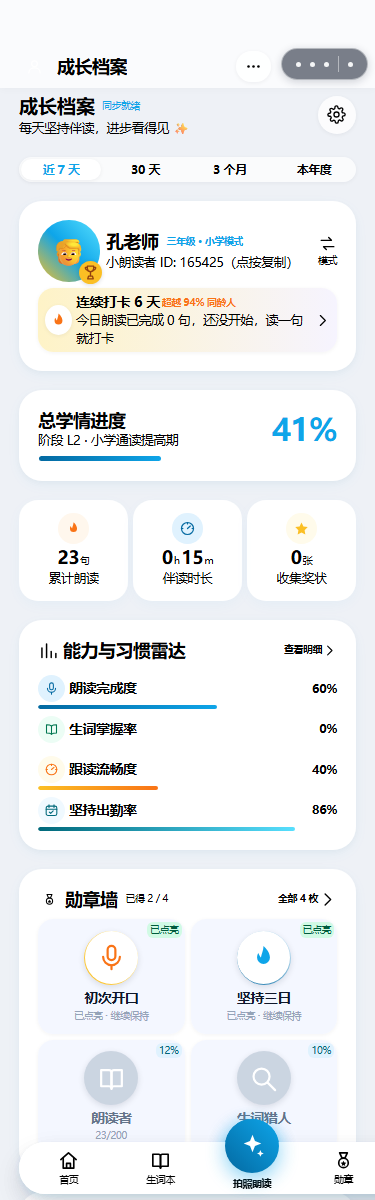 成长档案
成长档案 同步就绪
每天坚持伴读，进步看得见 ✨
近 7 天 30 天 3 个月 本年度
孔老师 三年级 • 小学模式
小朗读者 ID: 165425（点按复制）
模式
连续打卡 6 天 超越 94% 同龄人
今日朗读已完成 0 句，还没开始，读一句
就打卡
总学情进度
阶段 L2 · 小学通读提高期
41%
23句 0h15m 0张
累计朗读 伴读时长 收集奖状
能力与习惯雷达 查看明细
朗读完成度 60%
生词掌握率 0%
跟读流畅度 40%
坚持出勤率 86%
勋章墙 已得 2 / 4 全部 4 枚
已点亮 已点亮
初次开口 坚持三日
已点亮 · 继续保持 已点亮 · 继续保持
12% 10%
朗读者 生词猎人
23/200
首页 生词本 拍照朗读 勋章